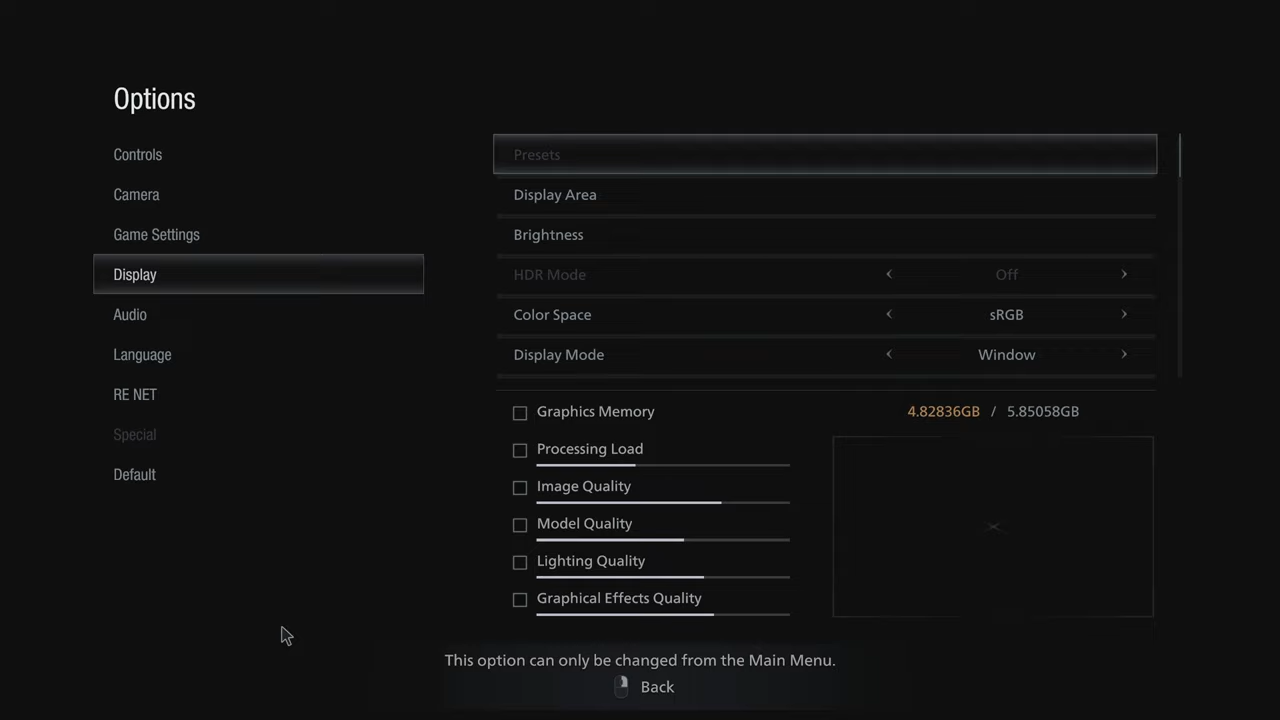 Options
Controls
Camera
Game Settings
Display
Audio
Language
RE NET
Special
Default
Presets
Display Area
Brightness
HDR Mode Off
Color Space sRGB
Display Mode Window
Graphics Memory 4.82836GB / 5.85058GB
Processing Load
Image Quality
Model Quality
Lighting Quality
Graphical Effects Quality
This option can only be changed from the Main Menu.
Back